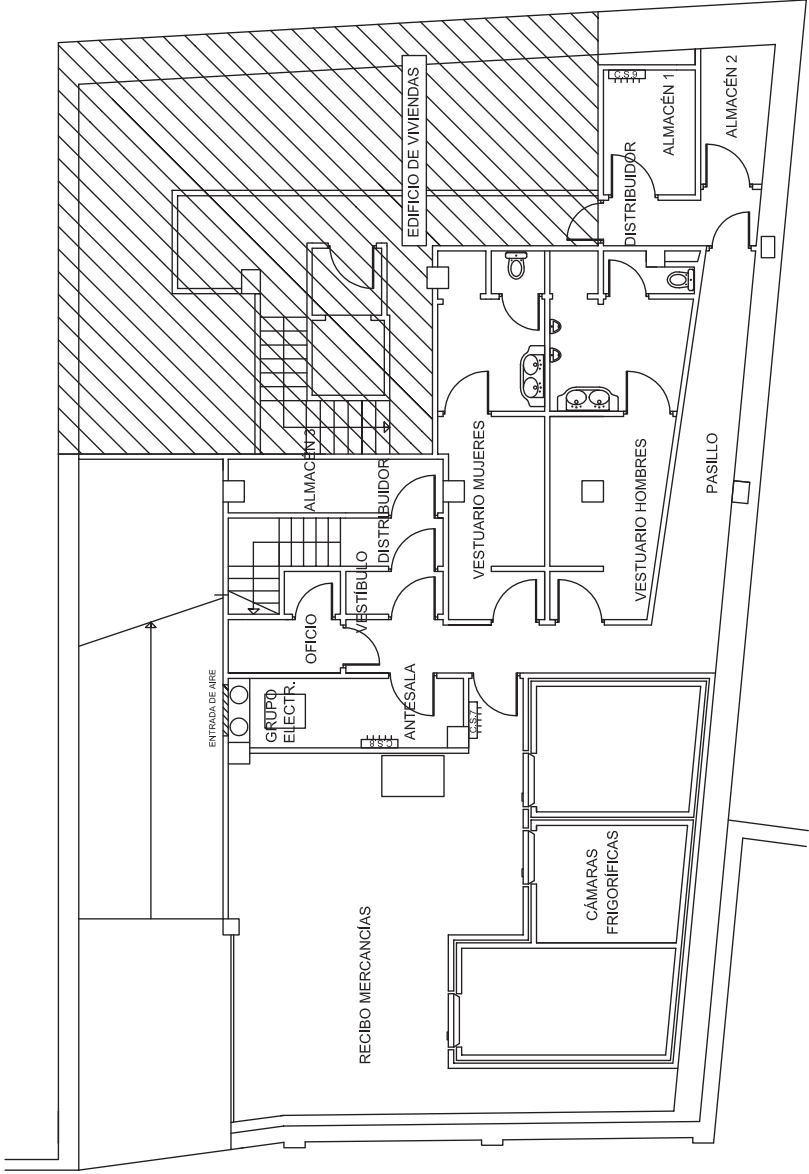 EDIFICIO DE VIVIENDAS
C.S.9
ALMACÉN 1
ALMACÉN 2
DISTRIBUIDOR
ALMACÉN 3
DISTRIBUIDOR
VESTÍBULO
OFICIO
VESTUARIO MUJERES
VESTUARIO HOMBRES
PASILLO
ENTRADA DE AIRE
GRUPO
ELECTR.
C.S.8
ANTESALA
C.S.7
RECIBO MERCANCÍAS
CÁMARAS
FRIGORÍFICAS